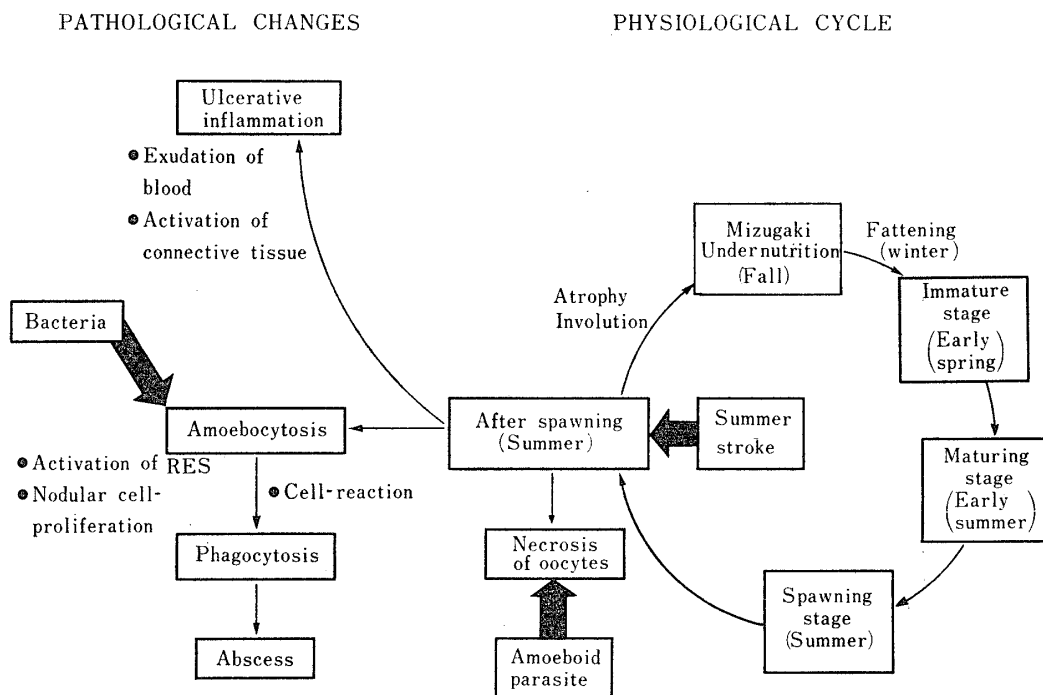 PATHOLOGICAL CHANGES
PHYSIOLOGICAL CYCLE
Ulcerative
inflammation
● Exudation of
blood
● Activation of
connective tissue
Bacteria
Amoebocytosis
● Activation of RES
● Nodular cell-
proliferation
● Cell-reaction
Phagocytosis
Abscess
Mizugaki
Undernutrition
(Fall)
Fattening
(winter)
Atrophy
Involution
Immature
stage
(Early
spring)
After spawning
(Summer)
Summer
stroke
Maturing
stage
(Early
summer)
Necrosis
of oocytes
Spawning
stage
(Summer)
Amoeboid
parasite